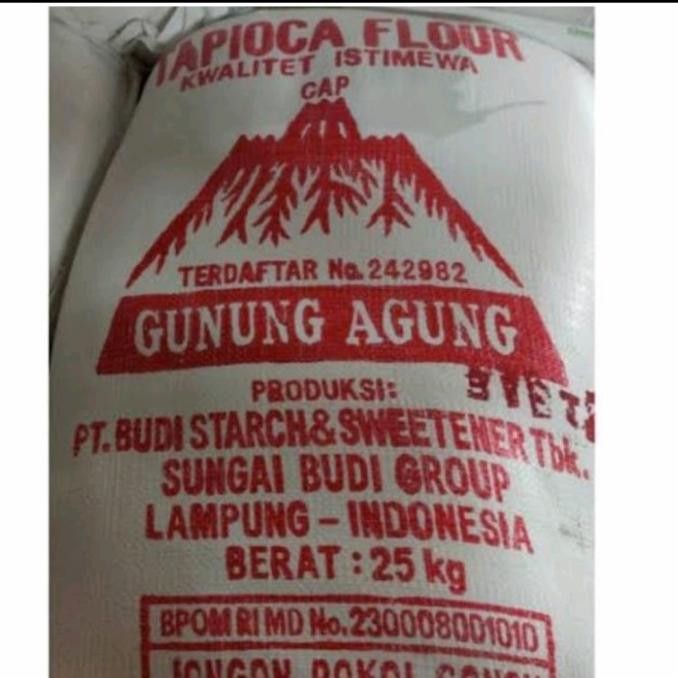 TAPIOCA FLOUR
KWALITET ISTIMEWA
CAP
TERDAFTAR No. 242982
GUNUNG AGUNG
PRODUKSI:
PT. BUDI STARCH & SWEETENER Tbk.
SUNGAI BUDI GROUP
LAMPUNG - INDONESIA
BERAT : 25 kg
BPOM RI MD No. 230008001010